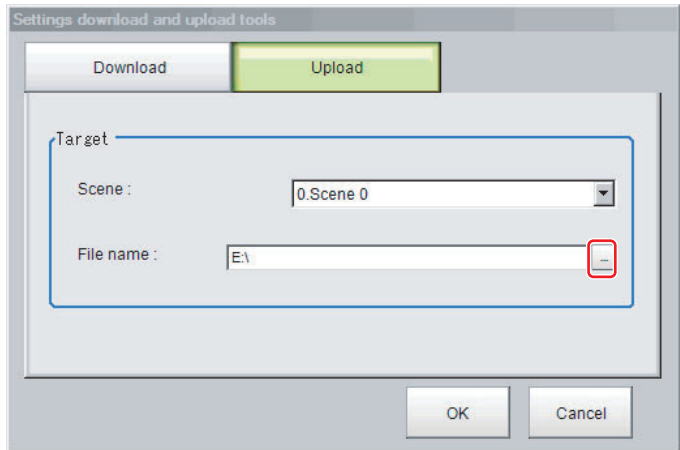 Settings download and upload tools
Download Upload
Target
Scene : 0.Scene 0
File name : E:\ ...
OK Cancel